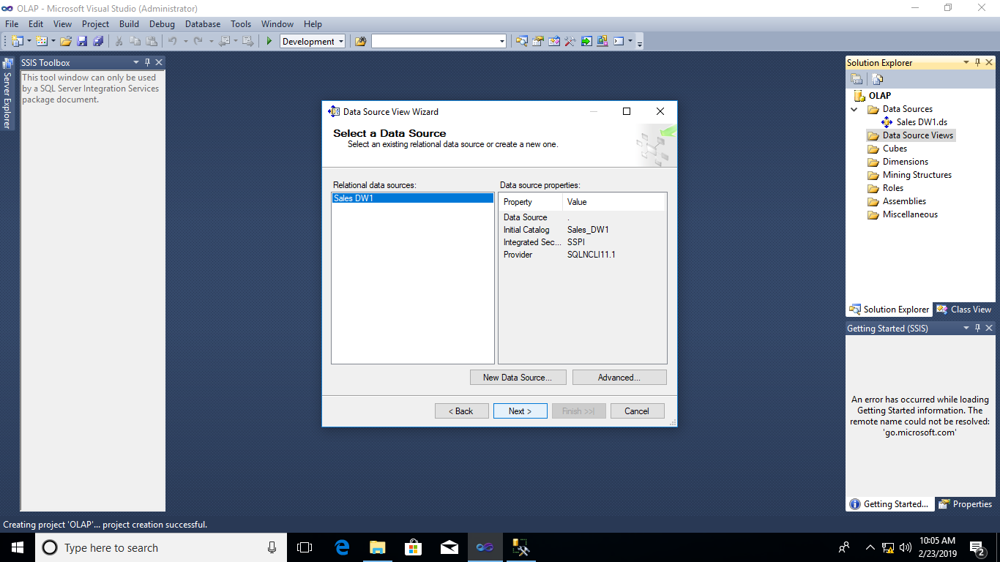 OLAP - Microsoft Visual Studio (Administrator)
File Edit View Project Build Debug Database Tools Window Help
Development
Server Explorer
SSIS Toolbox
This tool window can only be used
by a SQL Server Integration Services
package document.
Data Source View Wizard
Select a Data Source
Select an existing relational data source or create a new one.
Relational data sources:
Sales DW1
Data source properties:
Property Value
Data Source .
Initial Catalog Sales_DW1
Integrated Sec... SSPI
Provider SQLNCLI11.1
New Data Source... Advanced...
< Back Next > Finish >>| Cancel
Solution Explorer
OLAP
Data Sources
Sales DW1.ds
Data Source Views
Cubes
Dimensions
Mining Structures
Roles
Assemblies
Miscellaneous
Solution Explorer Class View
Getting Started (SSIS)
An error has occurred while loading
Getting Started information. The
remote name could not be resolved:
'go.microsoft.com'
Getting Started... Properties
Creating project 'OLAP'... project creation successful.
Type here to search
10:05 AM
2/23/2019
2